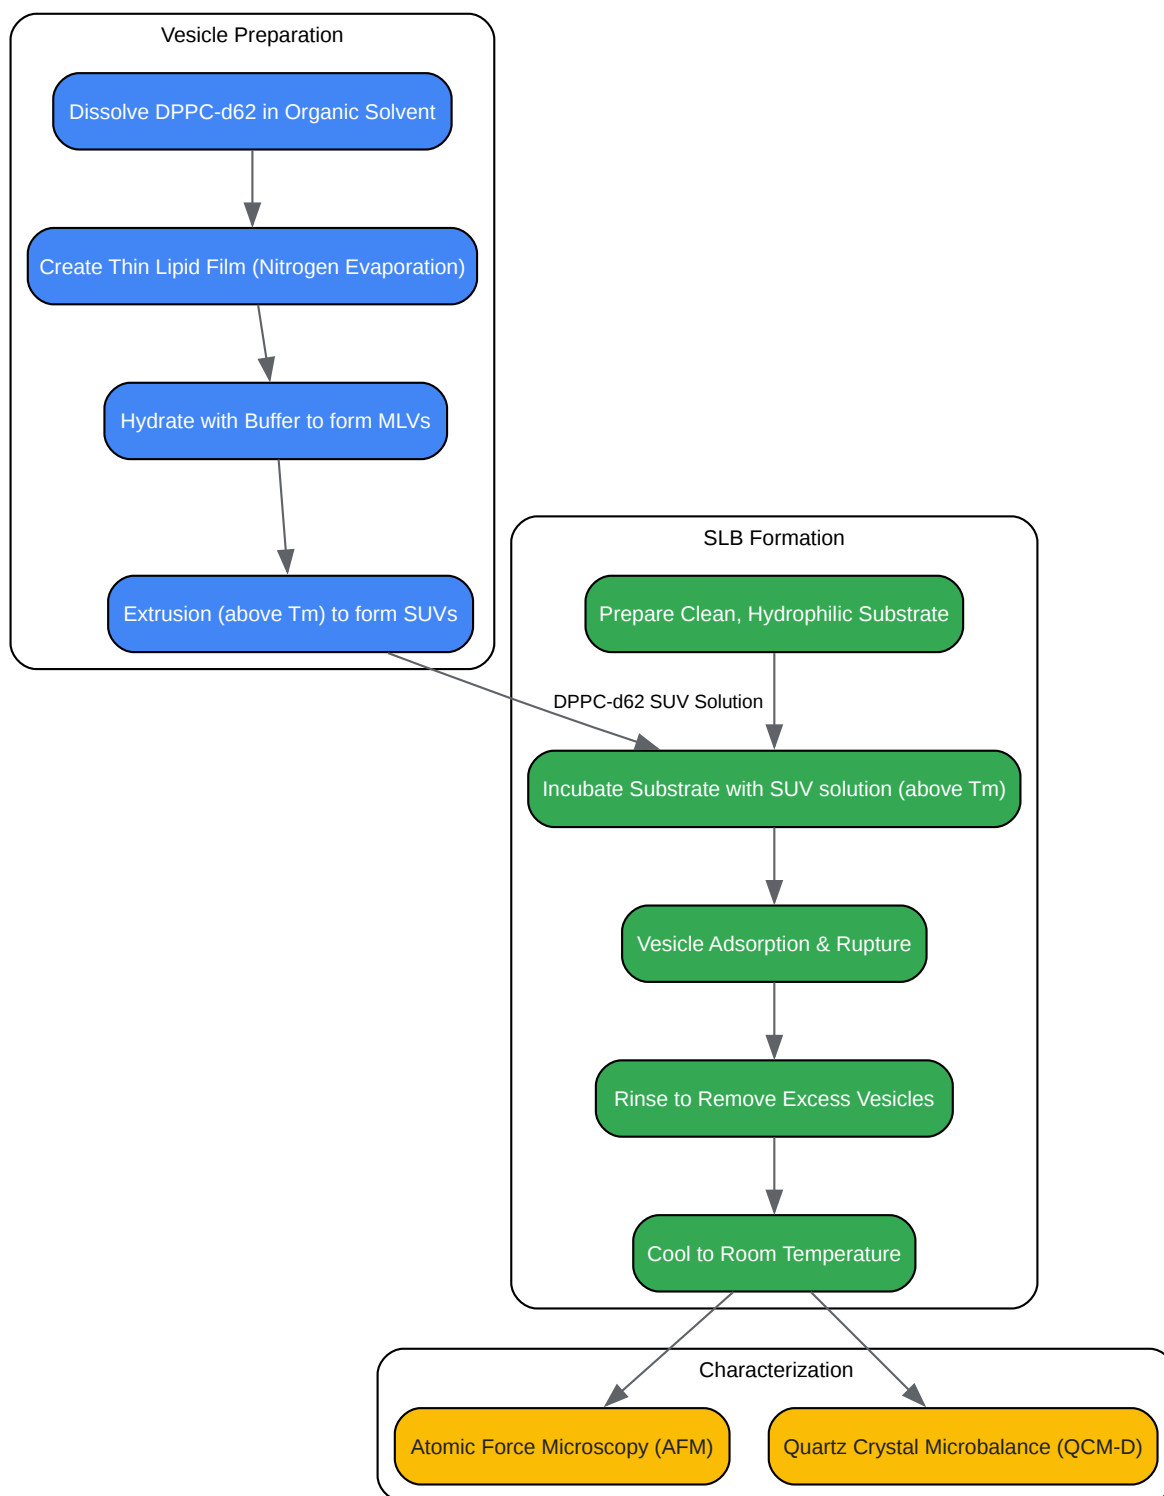 Vesicle Preparation
Dissolve DPPC-d62 in Organic Solvent
Create Thin Lipid Film (Nitrogen Evaporation)
Hydrate with Buffer to form MLVs
Extrusion (above Tm) to form SUVs
SLB Formation
Prepare Clean, Hydrophilic Substrate
DPPC-d62 SUV Solution
Incubate Substrate with SUV solution (above Tm)
Vesicle Adsorption & Rupture
Rinse to Remove Excess Vesicles
Cool to Room Temperature
Characterization
Atomic Force Microscopy (AFM)
Quartz Crystal Microbalance (QCM-D)